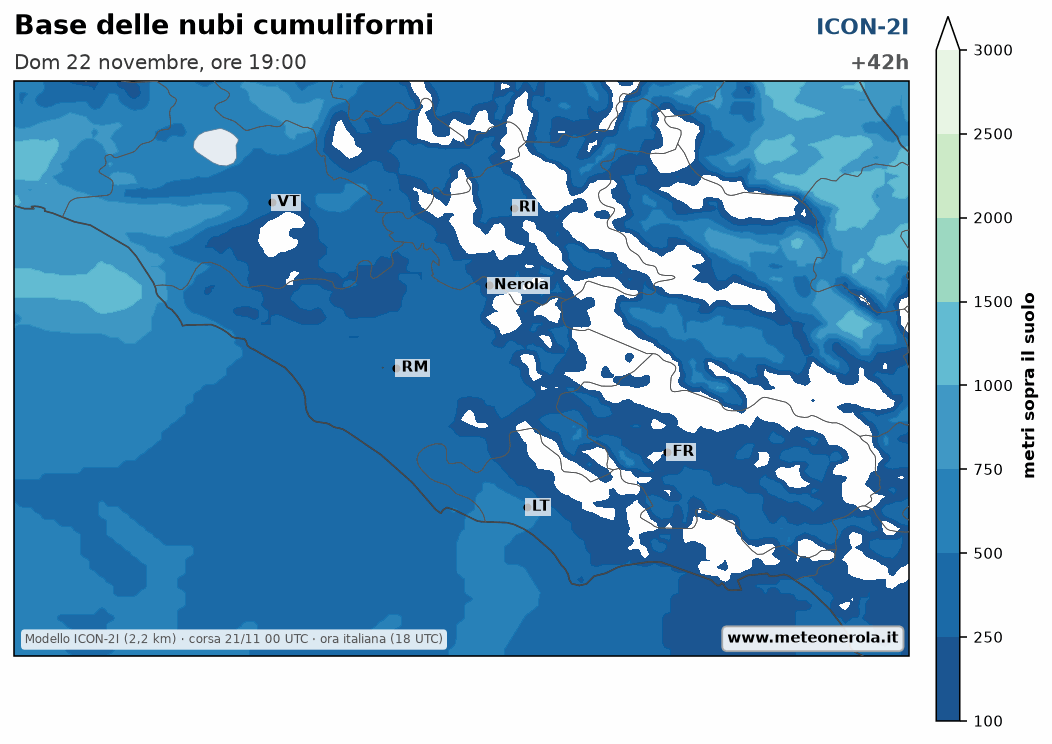 Base delle nubi cumuliformi
ICON-2I
Dom 22 novembre, ore 19:00
+42h
VT
RI
Nerola
RM
FR
LT
Modello ICON-2I (2,2 km) · corsa 21/11 00 UTC · ora italiana (18 UTC)
www.meteonerola.it
3000
2500
2000
1500
1000
750
500
250
100
metri sopra il suolo